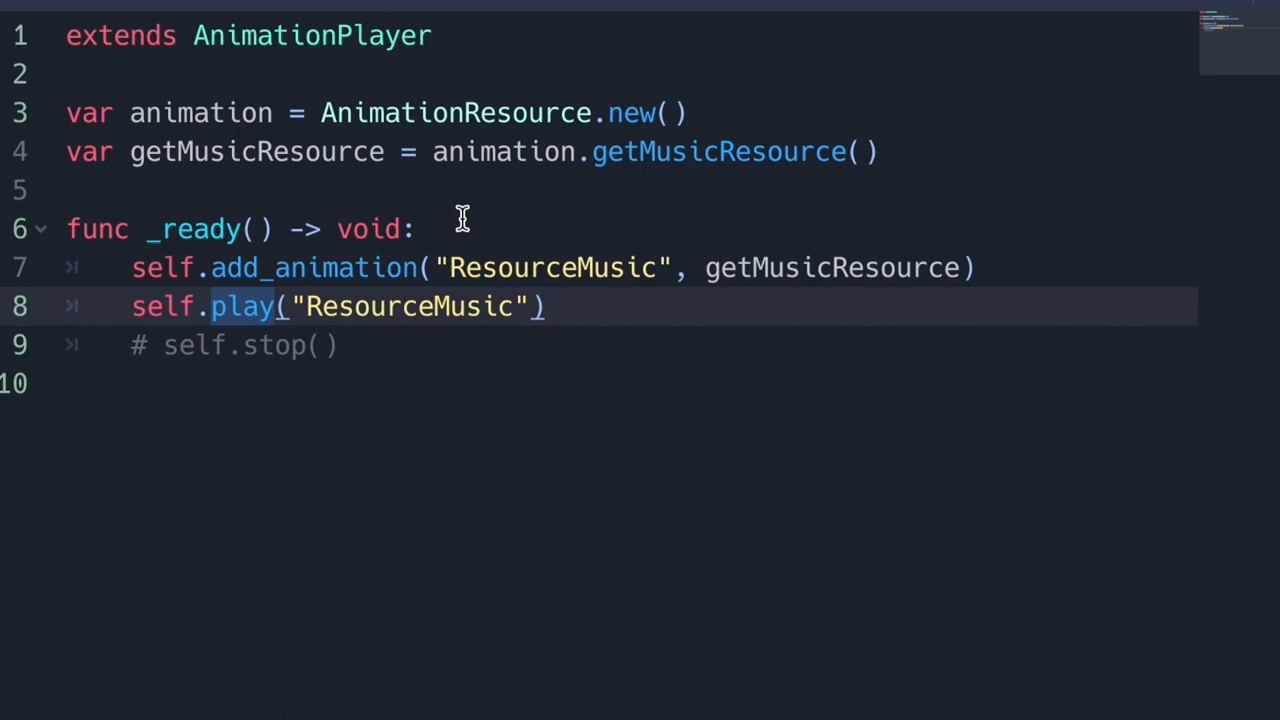 1 extends AnimationPlayer
2
3 var animation = AnimationResource.new()
4 var getMusicResource = animation.getMusicResource()
5
6 func _ready() -> void:
7 self.add_animation("ResourceMusic", getMusicResource)
8 self.play("ResourceMusic")
9 # self.stop()
10